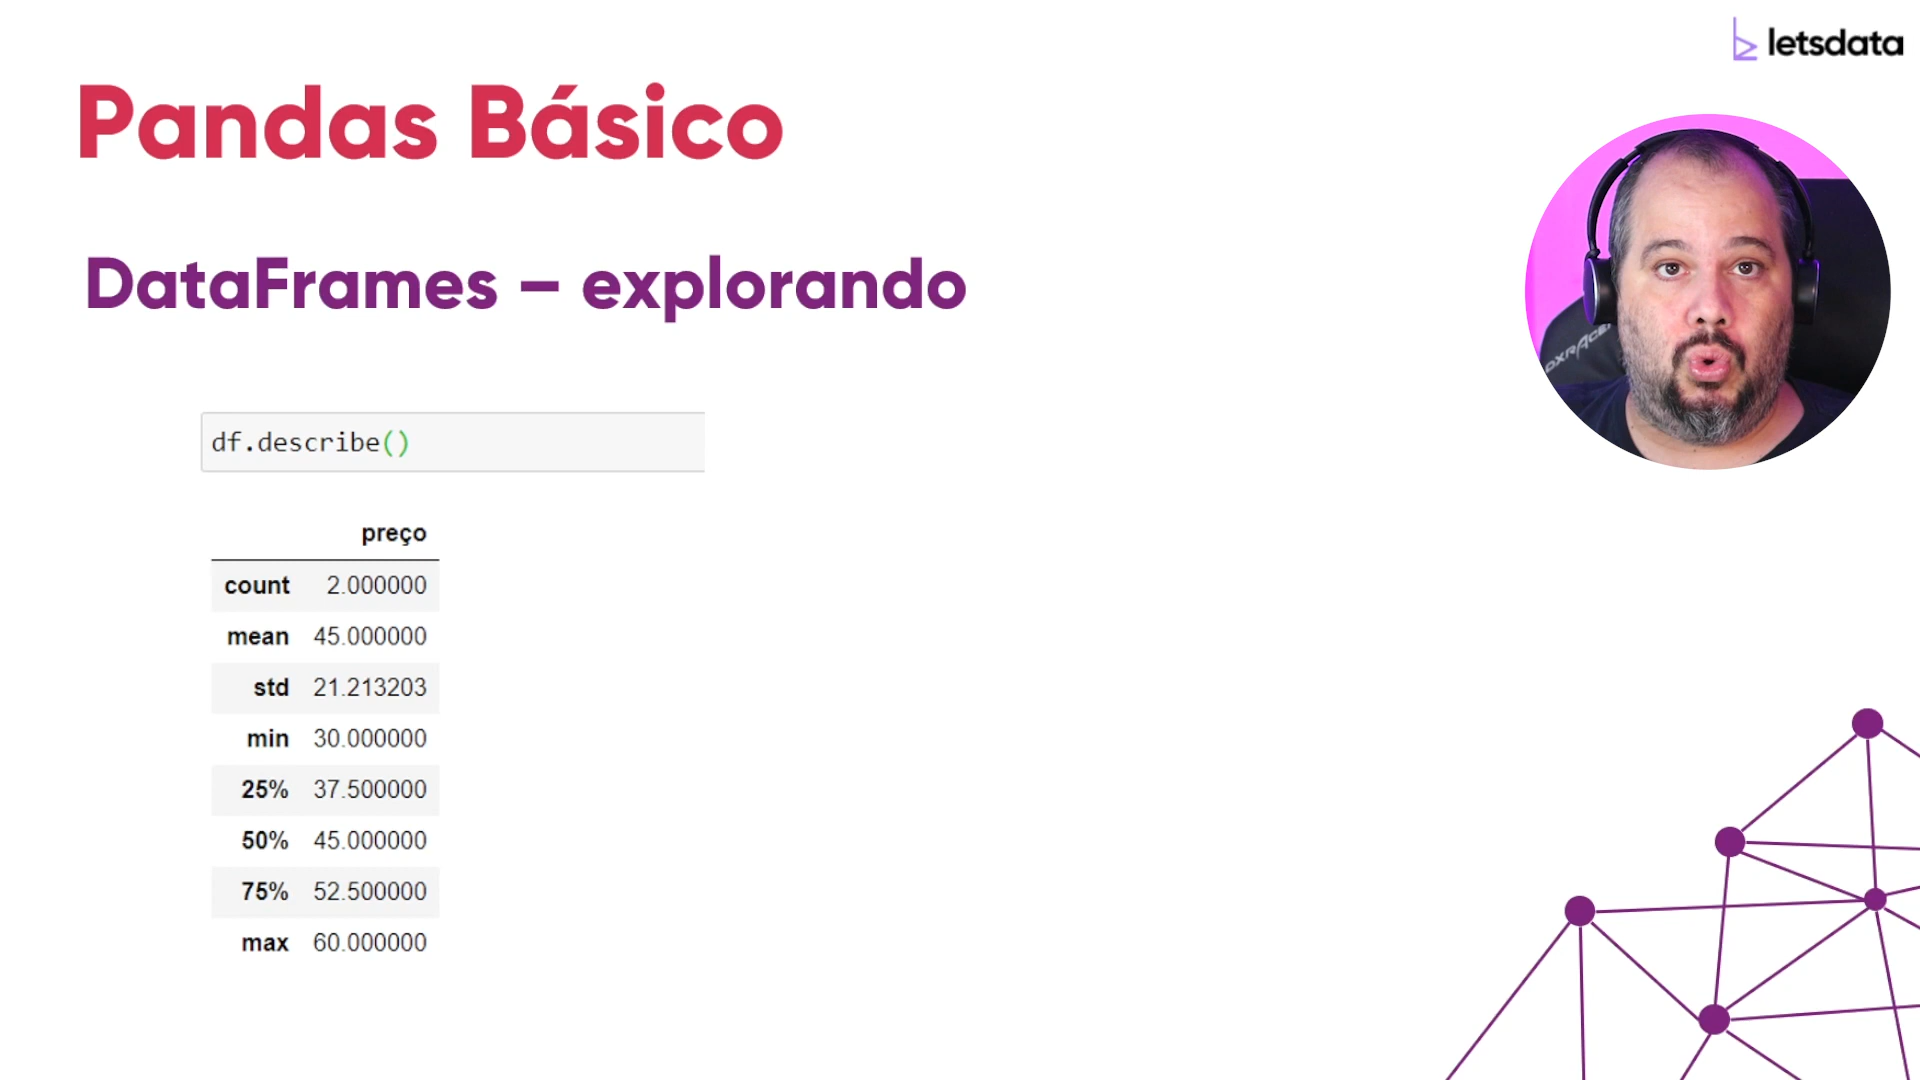 letsdata
Pandas Básico
DataFrames – explorando
DXRACER
df.describe()
preço
count 2.000000
mean 45.000000
std 21.213203
min 30.000000
25% 37.500000
50% 45.000000
75% 52.500000
max 60.000000